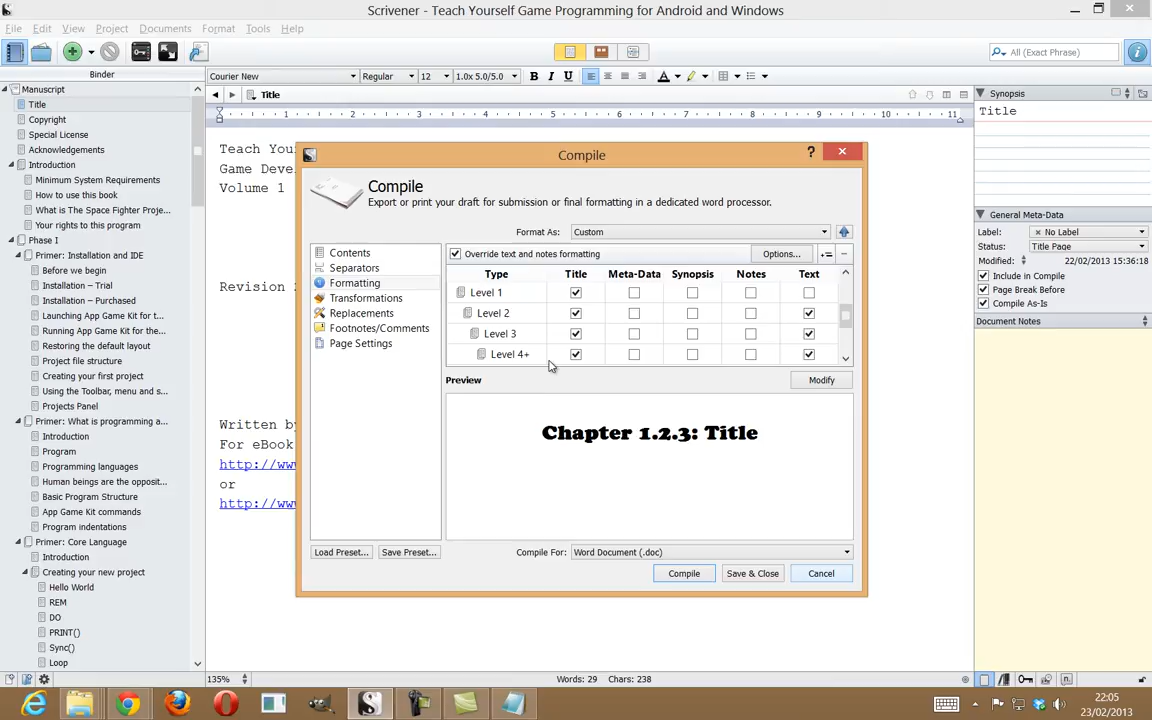 Scrivener - Teach Yourself Game Programming for Android and Windows
File Edit View Project Documents Format Tools Help
All (Exact Phrase)
Binder
Courier New Regular 12 1.0x 5.0/5.0 B I U A
Manuscript
Title
Copyright
Special License
Acknowledgements
Introduction
Minimum System Requirements
How to use this book
What is The Space Fighter Proje...
Your rights to this program
Phase I
Primer: Installation and IDE
Before we begin
Installation – Trial
Installation – Purchased
Launching App Game Kit for t...
Running App Game Kit for the...
Restoring the default layout
Project file structure
Creating your first project
Using the Toolbar, menu and s...
Projects Panel
Primer: What is programming a...
Introduction
Program
Programming languages
Human beings are the opposit...
Basic Program Structure
App Game Kit commands
Program indentations
Primer: Core Language
Introduction
Creating your new project
Hello World
REM
DO
PRINT()
Sync()
Loop
Title
1 2 3 4 5 6 7 8 9 10 11
Teach You
Game Deve
Volume 1
Revision
Written by
For eBook
http://ww
or
http://ww
Compile
?
Compile
Export or print your draft for submission or final formatting in a dedicated word processor.
Format As: Custom
Contents
Separators
Formatting
Transformations
Replacements
Footnotes/Comments
Page Settings
Override text and notes formatting Options...
Type Title Meta-Data Synopsis Notes Text
Level 1
Level 2
Level 3
Level 4+
Preview Modify
Chapter 1.2.3: Title
Load Preset... Save Preset... Compile For: Word Document (.doc)
Compile Save & Close Cancel
Synopsis
Title
General Meta-Data
Label: No Label
Status: Title Page
Modified: 22/02/2013 15:36:18
Include in Compile
Page Break Before
Compile As-Is
Document Notes
135% Words: 29 Chars: 238
22:05
23/02/2013